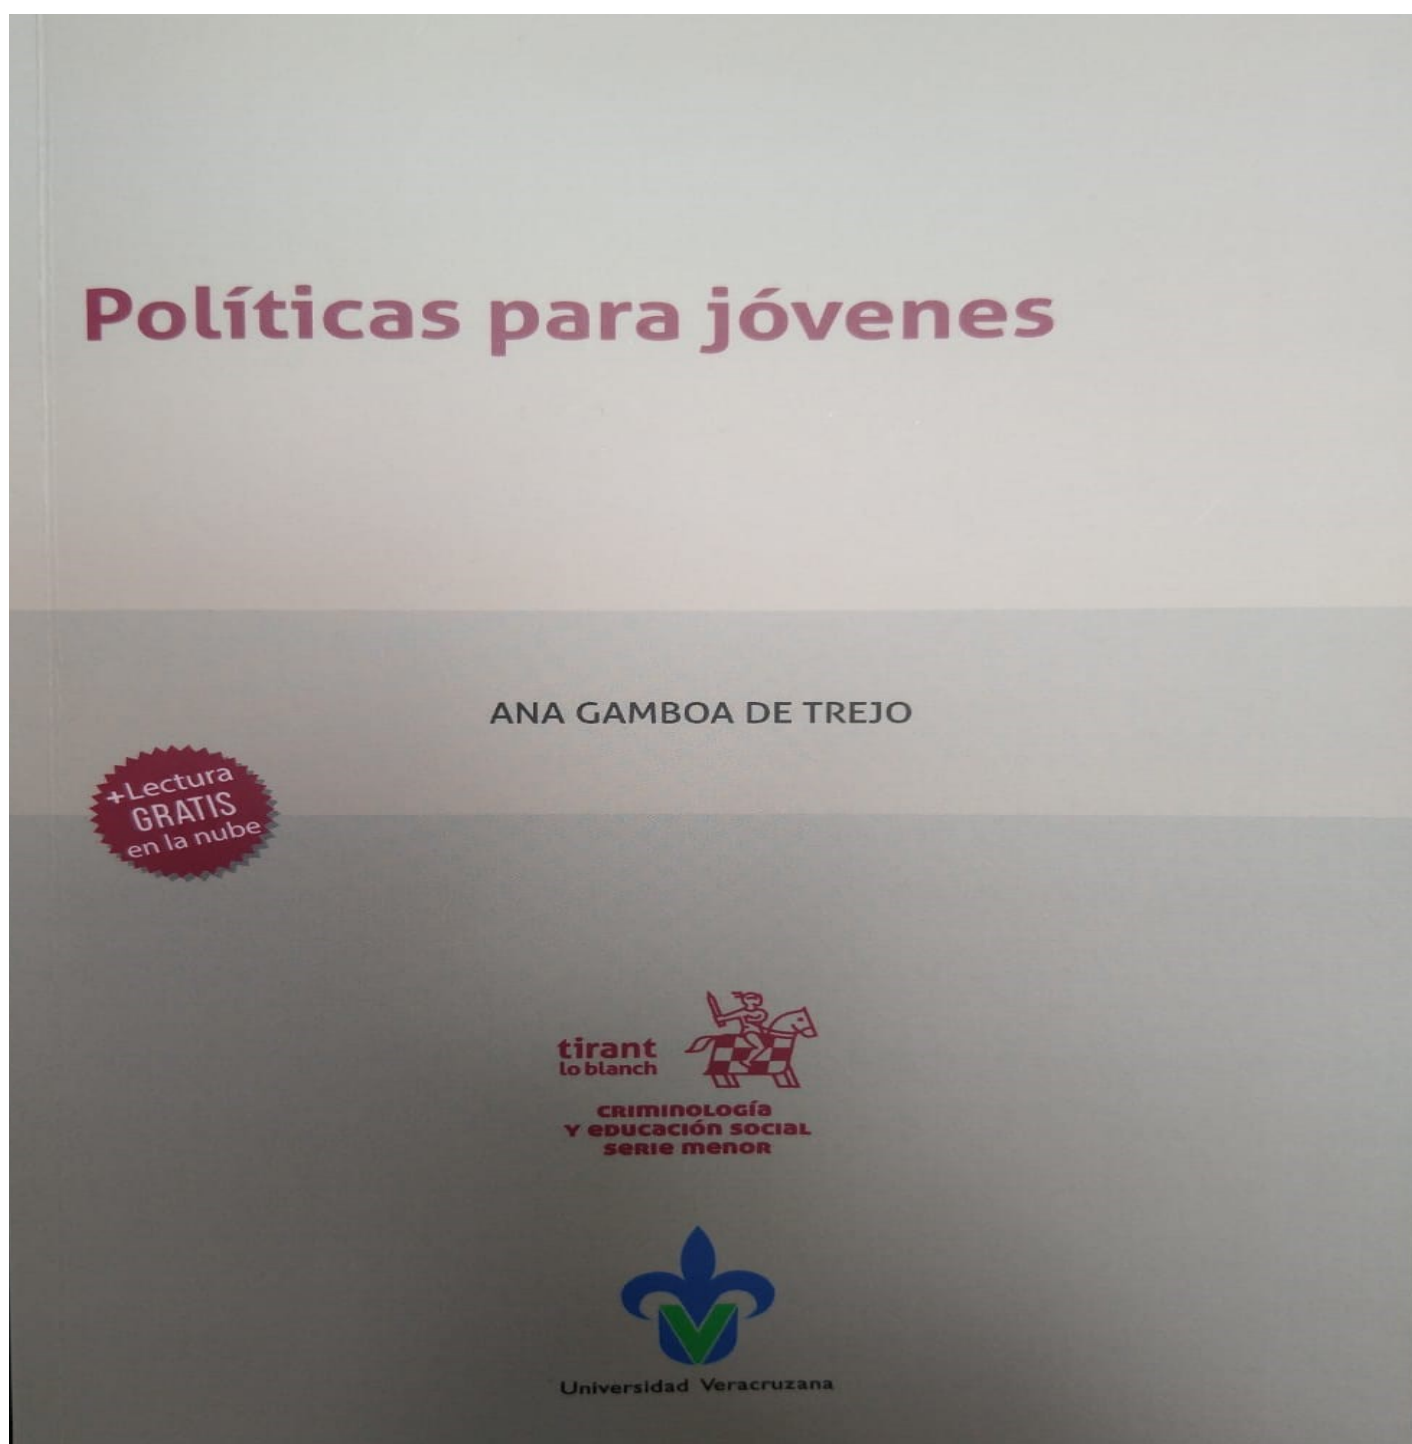 Políticas para jóvenes
ANA GAMBOA DE TREJO
+Lectura
GRATIS
en la nube
tirant
lo blanch
CRIMINOLOGÍA
Y EDUCACIÓN SOCIAL
SERIE MENOR
V
Universidad Veracruzana